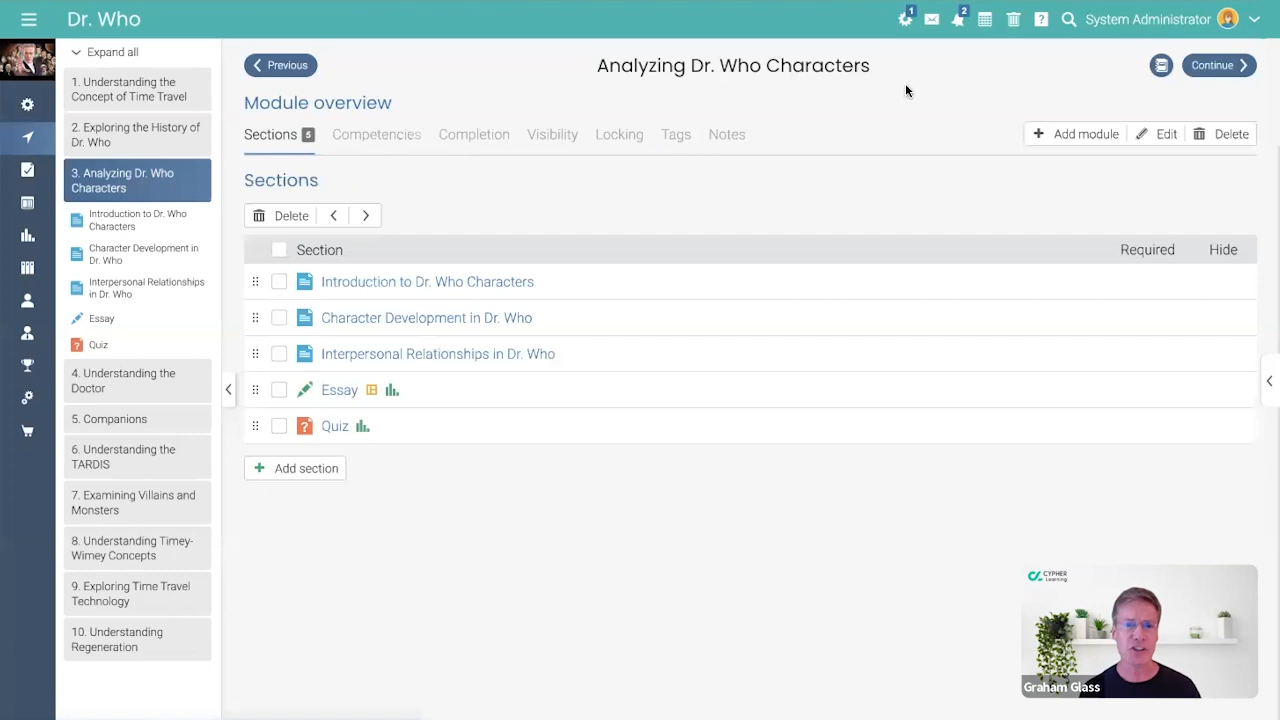 Dr. Who
1
2
?
System Administrator
Expand all
1. Understanding the
Concept of Time Travel
2. Exploring the History of
Dr. Who
3. Analyzing Dr. Who
Characters
Introduction to Dr. Who
Characters
Character Development in
Dr. Who
Interpersonal Relationships
in Dr. Who
Essay
? Quiz
4. Understanding the
Doctor
5. Companions
6. Understanding the
TARDIS
7. Examining Villains and
Monsters
8. Understanding Timey-
Wimey Concepts
9. Exploring Time Travel
Technology
10. Understanding
Regeneration
Previous
Analyzing Dr. Who Characters
Continue
Module overview
Sections 5 Competencies Completion Visibility Locking Tags Notes
+ Add module Edit Delete
Sections
Delete
Section Required Hide
Introduction to Dr. Who Characters
Character Development in Dr. Who
Interpersonal Relationships in Dr. Who
Essay
? Quiz
+ Add section
CYPHER
Learning
Graham Glass